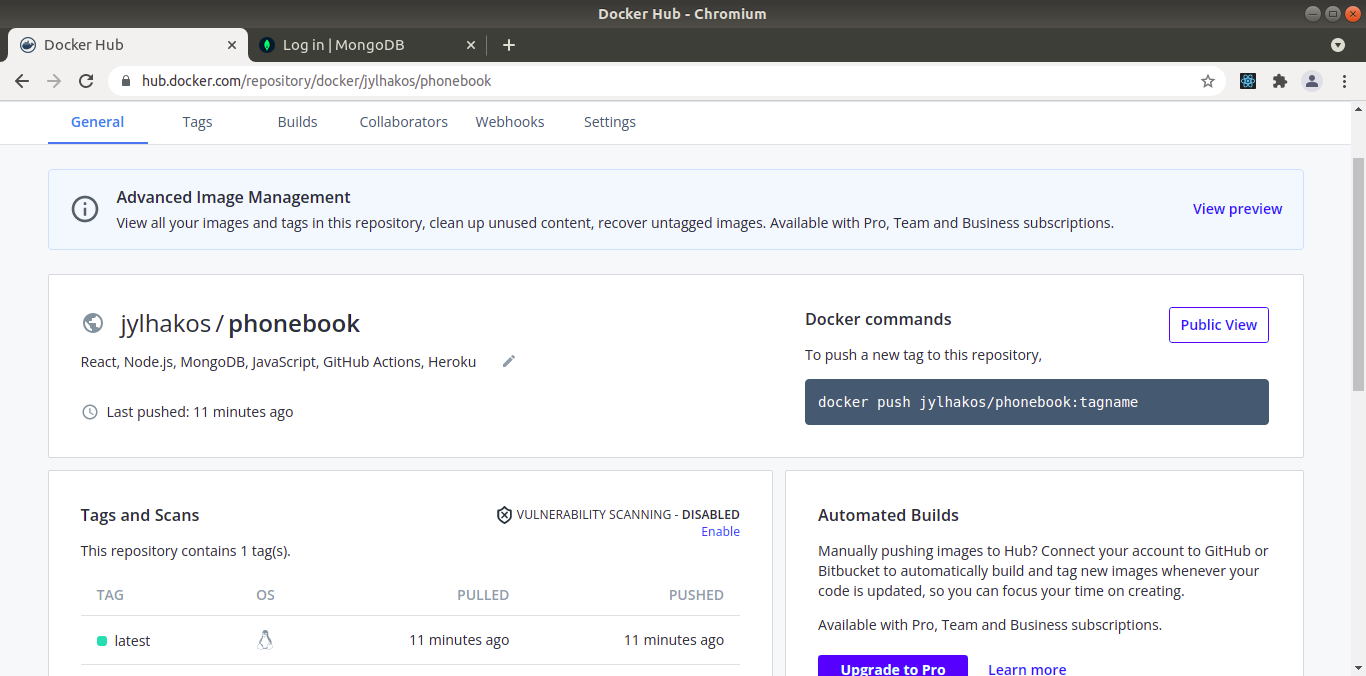 Docker Hub - Chromium
Docker Hub
Log in | MongoDB
hub.docker.com/repository/docker/jylhakos/phonebook
General Tags Builds Collaborators Webhooks Settings
Advanced Image Management
View all your images and tags in this repository, clean up unused content, recover untagged images. Available with Pro, Team and Business subscriptions.
View preview
jylhakos / phonebook
React, Node.js, MongoDB, JavaScript, GitHub Actions, Heroku
Last pushed: 11 minutes ago
Docker commands
Public View
To push a new tag to this repository,
docker push jylhakos/phonebook:tagname
Tags and Scans
VULNERABILITY SCANNING - DISABLED
Enable
This repository contains 1 tag(s).
TAG OS PULLED PUSHED
latest 11 minutes ago 11 minutes ago
Automated Builds
Manually pushing images to Hub? Connect your account to GitHub or
Bitbucket to automatically build and tag new images whenever your
code is updated, so you can focus your time on creating.
Available with Pro, Team and Business subscriptions.
Upgrade to Pro Learn more